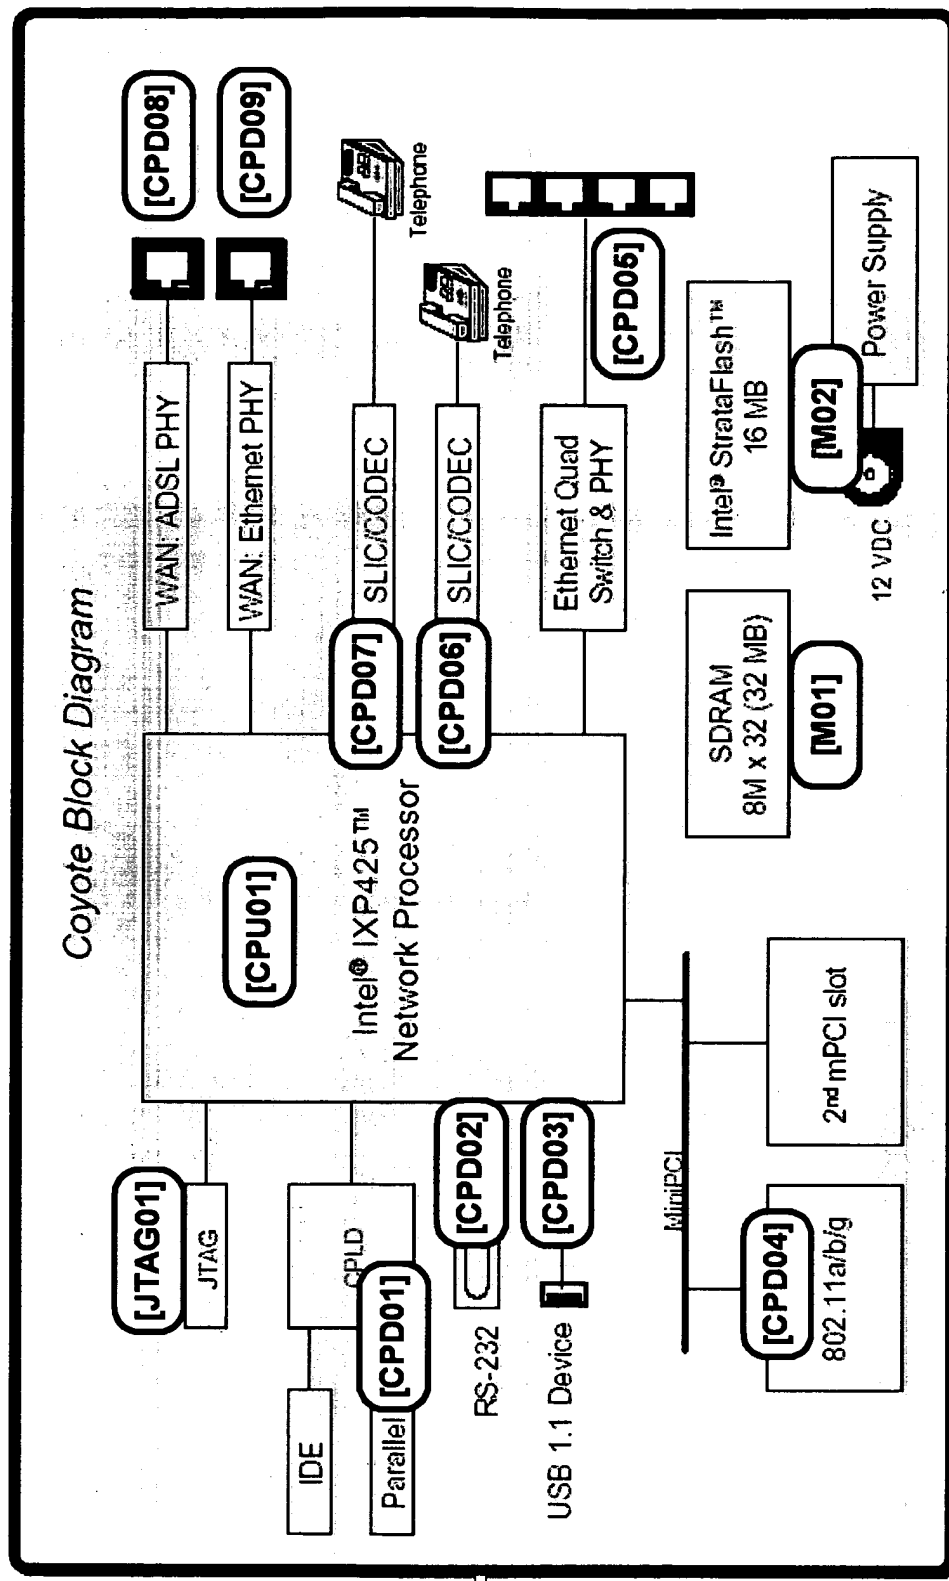 Coyote Block Diagram
[JTAG01]
JTAG
IDE
CPLD
[CPD01]
Parallel
[CPD02]
RS-232
[CPD03]
USB 1.1 Device
[CPU01]
Intel® IXP425™
Network Processor
WAN: ADSL PHY
[CPD08]
WAN: Ethernet PHY
[CPD09]
[CPD07]
SLIC/CODEC
Telephone
[CPD06]
SLIC/CODEC
Telephone
Ethernet Quad
Switch & PHY
[CPD05]
MiniPCI
[CPD04]
802.11a/b/g
2nd mPCI slot
SDRAM
8M x 32 (32 MB)
[M01]
Intel® StrataFlash™
16 MB
[M02]
12 VDC
Power Supply